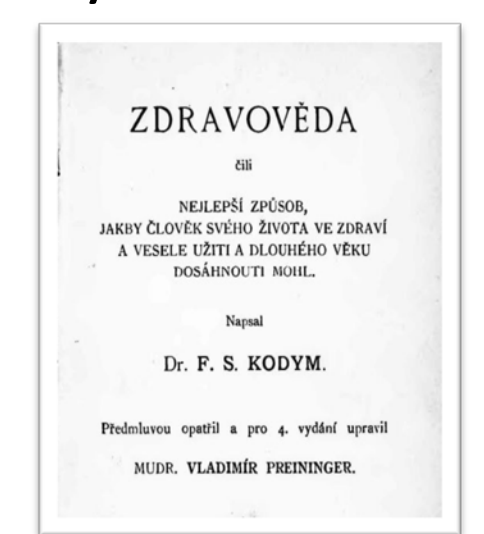 ZDRAVOVĚDA
čili
NEJLEPŠÍ ZPŮSOB,
JAKBY ČLOVĚK SVÉHO ŽIVOTA VE ZDRAVÍ
A VESELE UŽITI A DLOUHÉHO VĚKU
DOSÁHNOUTI MOHL.
Napsal
Dr. F. S. KODYM.
Předmluvou opatřil a pro 4. vydání upravil
MUDR. VLADIMÍR PREININGER.